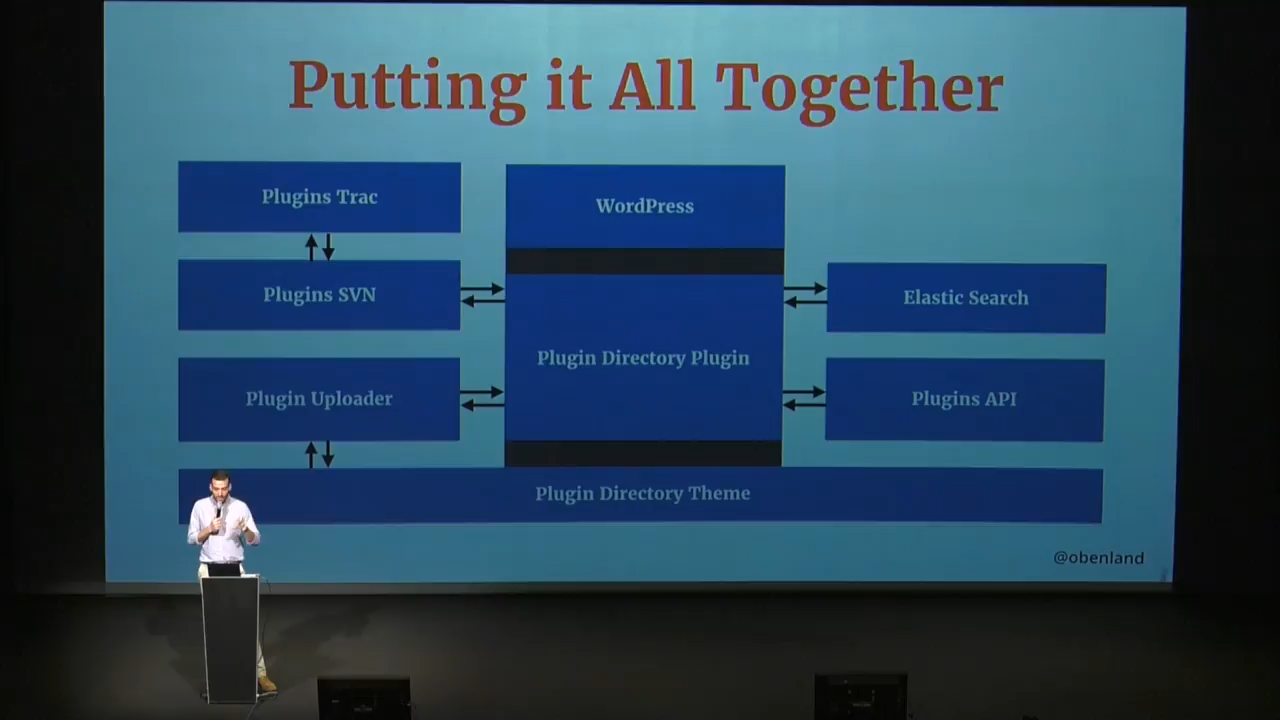 Putting it All Together
Plugins Trac
WordPress
Plugins SVN
Elastic Search
Plugin Directory Plugin
Plugin Uploader
Plugins API
Plugin Directory Theme
@obenland